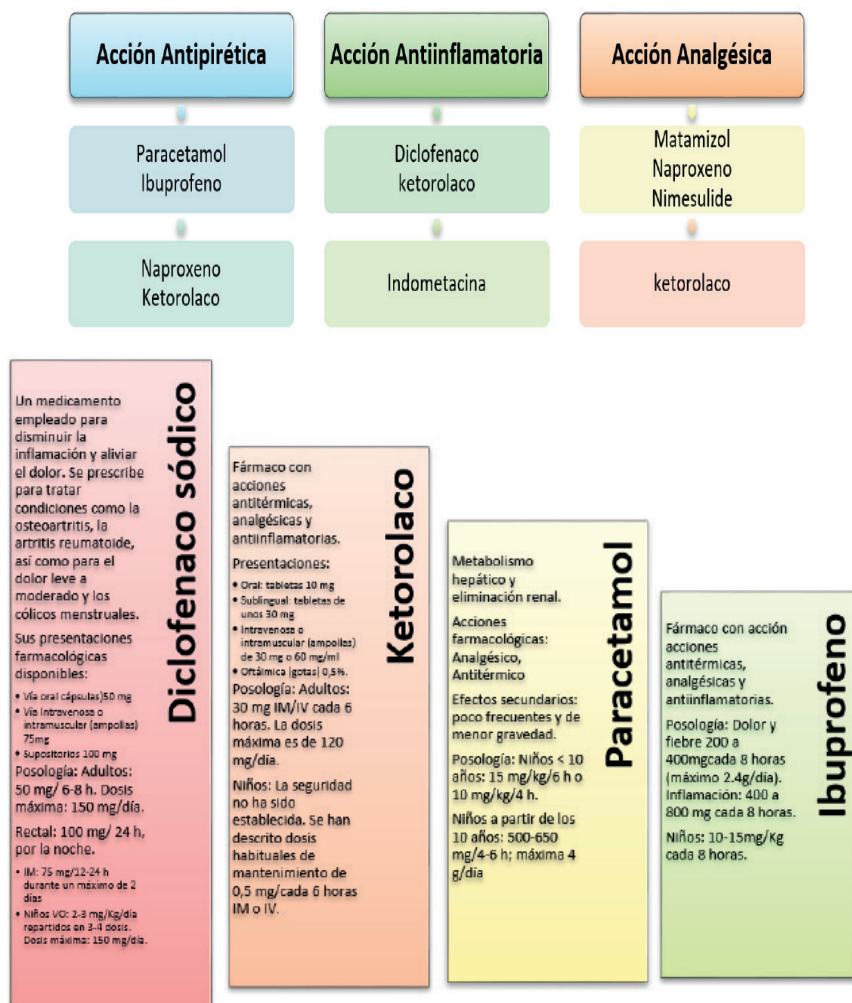 Acción Antipirética
Acción Antiinflamatoria
Acción Analgésica
Paracetamol
Ibuprofeno
Diclofenaco
ketorolaco
Matamizol
Naproxeno
Nimesulide
Naproxeno
Ketorolaco
Indometacina
ketorolaco
Un medicamento
empleado para
disminuir la
inflamación y aliviar
el dolor. Se prescribe
para tratar
condiciones como la
osteoartritis, la
artritis reumatoide,
así como para el
dolor leve a
moderado y los
cólicos menstruales.
Sus presentaciones
farmacológicas
disponibles:
• Vía oral cápsulas)50 mg
• Vía Intravenosa o
intramuscular (ampollas)
75mg
• Supositorios 100 mg
Posología: Adultos:
50 mg/ 6-8 h. Dosis
máxima: 150 mg/día.
Rectal: 100 mg/ 24 h,
por la noche.
• IM: 75 mg/12-24 h
durante un máximo de 2
días
• Niños VO: 2-3 mg/Kg/día
repartidos en 3-4 dosis.
Dosis máxima: 150 mg/día.
Diclofenaco sódico
Fármaco con
acciones
antitérmicas,
analgésicas y
antiinflamatorias.
Presentaciones:
• Oral: tabletas 10 mg
• Sublingual: tabletas de
unos 30 mg
• Intravenosa o
intramuscular (ampollas)
de 30 mg o 60 mg/ml
• Oftálmica (gotas) 0,5%.
Posología: Adultos:
30 mg IM/IV cada 6
horas. La dosis
máxima es de 120
mg/día.
Niños: La seguridad
no ha sido
establecida. Se han
descrito dosis
habituales de
mantenimiento de
0,5 mg/cada 6 horas
IM o IV.
Ketorolaco
Metabolismo
hepático y
eliminación renal.
Acciones
farmacológicas:
Analgésico,
Antitérmico
Efectos secundarios:
poco frecuentes y de
menor gravedad.
Posología: Niños < 10
años: 15 mg/kg/6 h o
10 mg/kg/4 h.
Niños a partir de los
10 años: 500-650
mg/4-6 h; máxima 4
g/día
Paracetamol
Fármaco con acción
acciones
antitérmicas,
analgésicas y
antiinflamatorias.
Posología: Dolor y
fiebre 200 a
400mgcada 8 horas
(máximo 2.4g/día).
Inflamación: 400 a
800 mg cada 8 horas.
Niños: 10-15mg/Kg
cada 8 horas.
Ibuprofeno